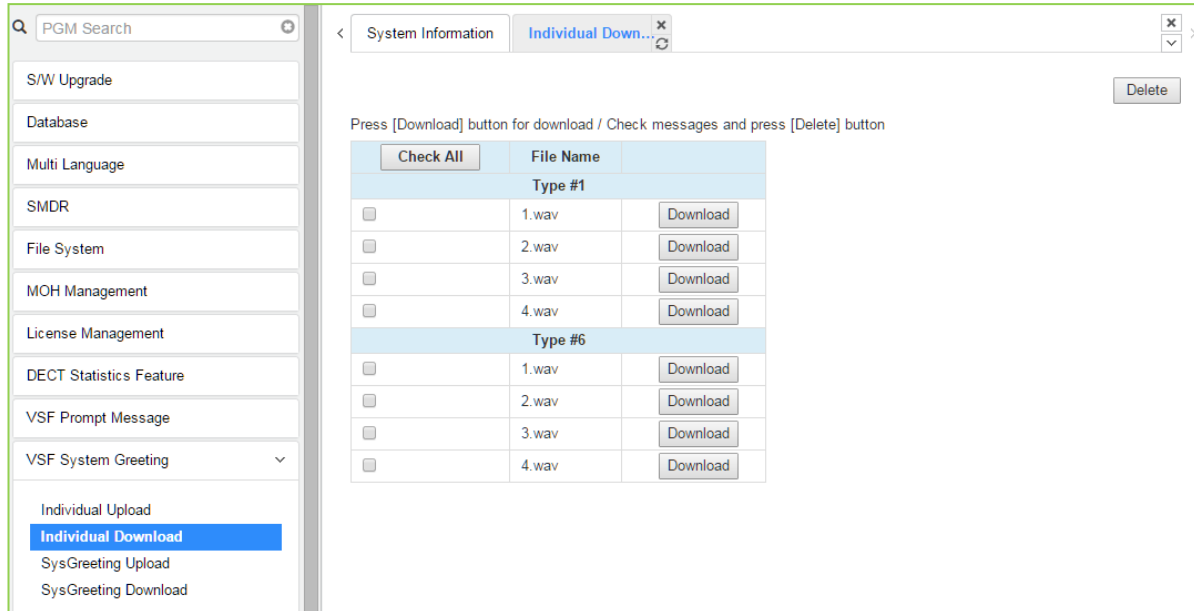 PGM Search
S/W Upgrade
Database
Multi Language
SMDR
File System
MOH Management
License Management
DECT Statistics Feature
VSF Prompt Message
VSF System Greeting
Individual Upload
Individual Download
SysGreeting Upload
SysGreeting Download
System Information
Individual Down...
Delete
Press [Download] button for download / Check messages and press [Delete] button
Check All File Name
Type #1
1.wav Download
2.wav Download
3.wav Download
4.wav Download
Type #6
1.wav Download
2.wav Download
3.wav Download
4.wav Download